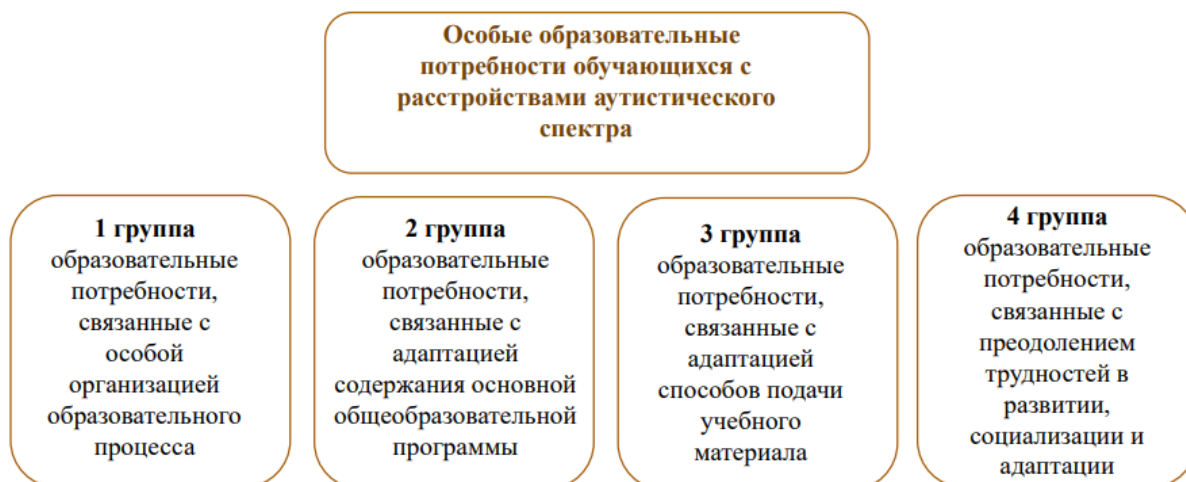 Особые образовательные
потребности обучающихся с
расстройствами аутистического
спектра
1 группа
образовательные
потребности,
связанные с
особой
организацией
образовательного
процесса
2 группа
образовательные
потребности,
связанные с
адаптацией
содержания основной
общеобразовательной
программы
3 группа
образовательные
потребности,
связанные с
адаптацией
способов подачи
учебного
материала
4 группа
образовательные
потребности,
связанные с
преодолением
трудностей в
развитии,
социализации и
адаптации